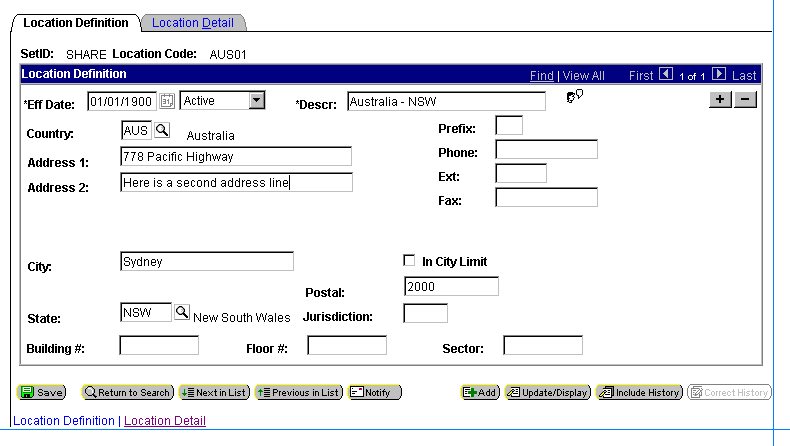 Location Definition Location Detail
SetID: SHARE Location Code: AUS01
Location Definition Find | View All First 1 of 1 Last
*Eff Date: 01/01/1900 Active *Descr: Australia - NSW
Country: AUS Australia Prefix:
Address 1: 778 Pacific Highway Phone:
Address 2: Here is a second address line Ext:
Fax:
City: Sydney In City Limit
Postal: 2000
State: NSW New South Wales Jurisdiction:
Building #: Floor #: Sector:
Save Return to Search Next in List Previous in List Notify Add Update/Display Include History Correct History
Location Definition | Location Detail